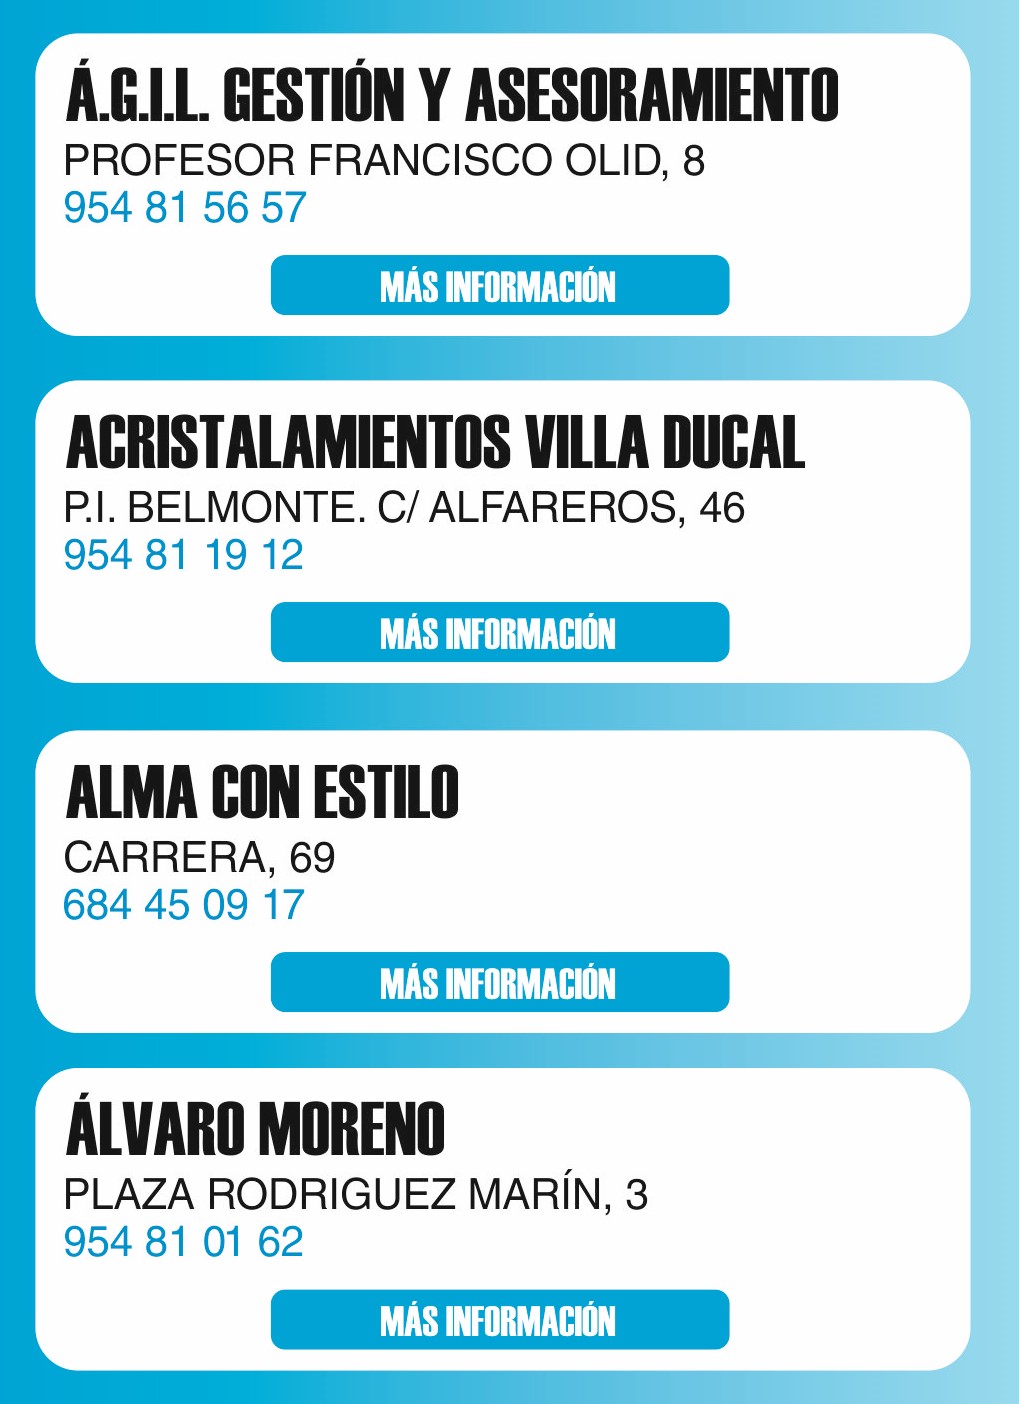 Á.G.I.L. GESTIÓN Y ASESORAMIENTO
PROFESOR FRANCISCO OLID, 8
954 81 56 57
MÁS INFORMACIÓN
ACRISTALAMIENTOS VILLA DUCAL
P.I. BELMONTE. C/ ALFAREROS, 46
954 81 19 12
MÁS INFORMACIÓN
ALMA CON ESTILO
CARRERA, 69
684 45 09 17
MÁS INFORMACIÓN
ÁLVARO MORENO
PLAZA RODRIGUEZ MARÍN, 3
954 81 01 62
MÁS INFORMACIÓN